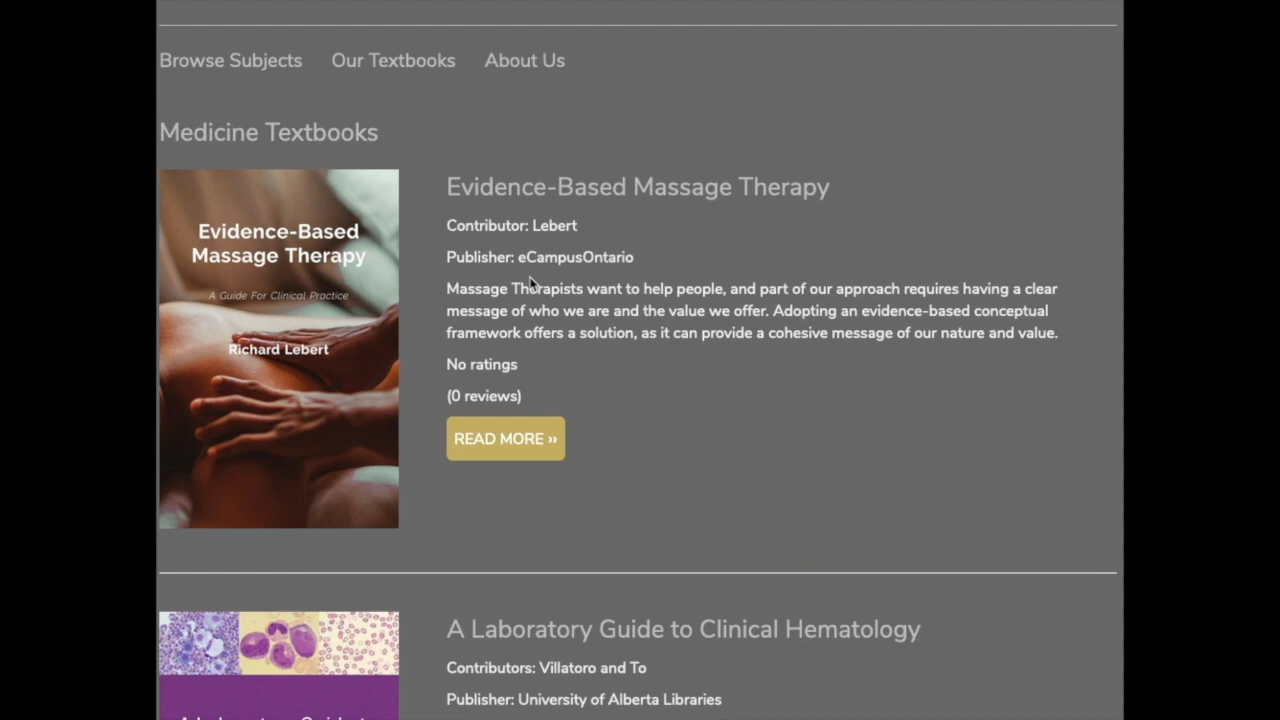 Browse Subjects Our Textbooks About Us
Medicine Textbooks
Evidence-Based
Massage Therapy
A Guide For Clinical Practice
Richard Lebert
Evidence-Based Massage Therapy
Contributor: Lebert
Publisher: eCampusOntario
Massage Therapists want to help people, and part of our approach requires having a clear
message of who we are and the value we offer. Adopting an evidence-based conceptual
framework offers a solution, as it can provide a cohesive message of our nature and value.
No ratings
(0 reviews)
READ MORE ››
A Laboratory Guide to Clinical Hematology
Contributors: Villatoro and To
Publisher: University of Alberta Libraries